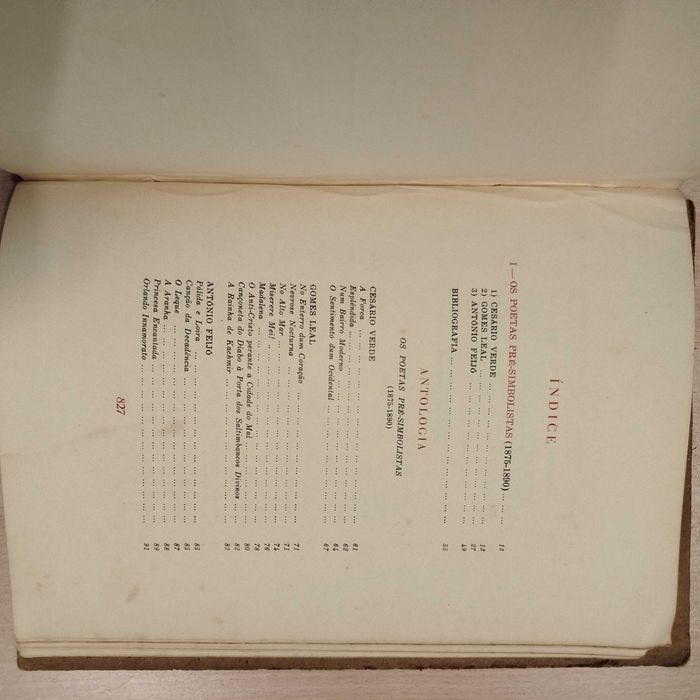 ÍNDICE
I — OS POETAS PRÉ-SIMBOLISTAS (1875-1890) ... ... 13
1) CESÁRIO VERDE ... ... ... ... ... ... ... ... 13
2) GOMES LEAL ... ... ... ... ... ... ... ... 27
3) ANTÓNIO FEIJÓ ... ... ... ... ... ... ... ... 49
BIBLIOGRAFIA ... ... ... ... ... ... ... ... ... 55
ANTOLOGIA
OS POETAS PRÉ-SIMBOLISTAS
(1875-1890)
CESÁRIO VERDE
A Forca ... ... ... ... ... ... ... ... ... 61
Esplêndida ... ... ... ... ... ... ... ... 62
Num Bairro Moderno ... ... ... ... ... ... ... 64
O Sentimento dum Ocidental ... ... ... ... ... ... 67
GOMES LEAL
No Enterro dum Coração ... ... ... ... ... ... 71
Nevrose Nocturna ... ... ... ... ... ... ... 71
No Alto Mar ... ... ... ... ... ... ... ... 74
Miserere Mei! ... ... ... ... ... ... ... ... 76
Madalena ... ... ... ... ... ... ... ... ... 78
O Anti-Cristo perante a Cidade do Mal ... ... ... ... 80
Cançoneta do Diabo à Porta dos Saltimbancos Divinos ... ... 82
A Rainha de Kachmir ... ... ... ... ... ... ... 83
ANTÓNIO FEIJÓ
Pálida e Loira ... ... ... ... ... ... ... ... 85
Canção da Decadência ... ... ... ... ... ... ... 85
O Leque ... ... ... ... ... ... ... ... ... 87
A Aranha ... ... ... ... ... ... ... ... ... 88
Princesa Encantada ... ... ... ... ... ... ... 89
Orlando Innamorato ... ... ... ... ... ... ... 91
827